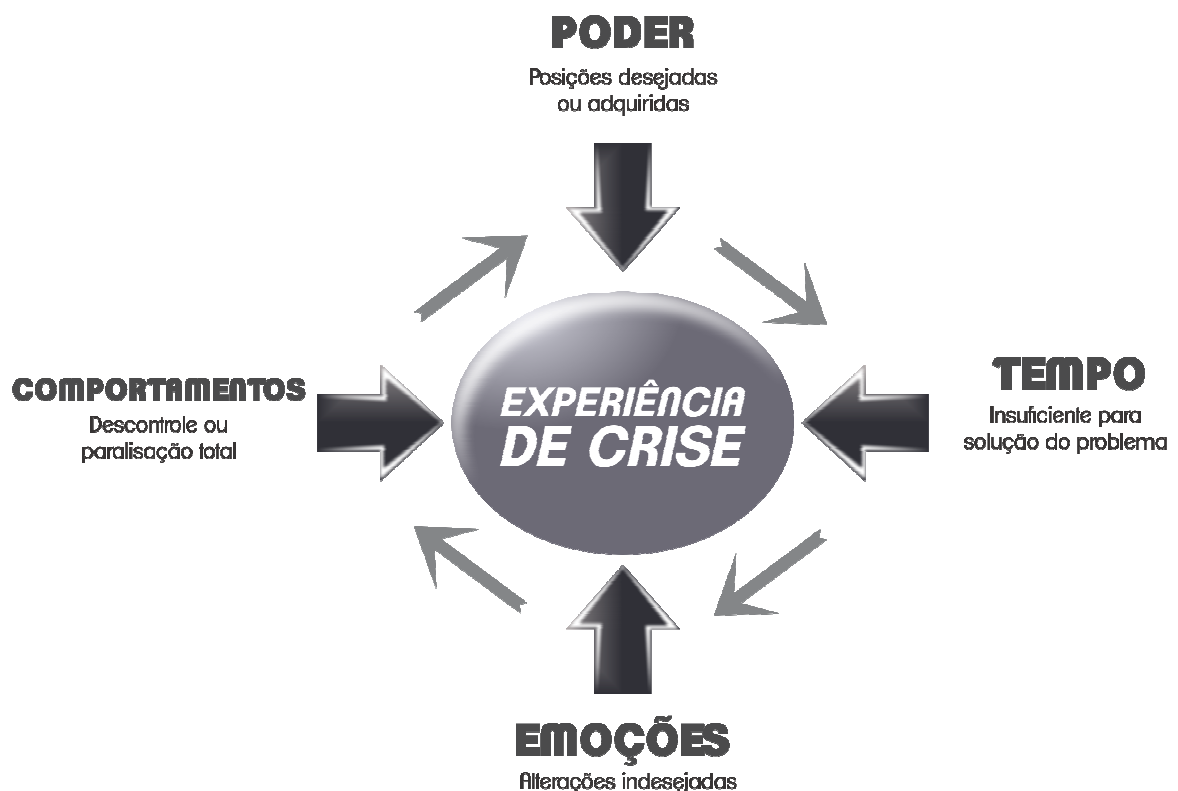 PODER
Posições desejadas
ou adquiridas
COMPORTAMENTOS
Descontrole ou
paralisação total
EXPERIÊNCIA
DE CRISE
TEMPO
Insuficiente para
solução do problema
EMOÇÕES
Alterações indesejadas